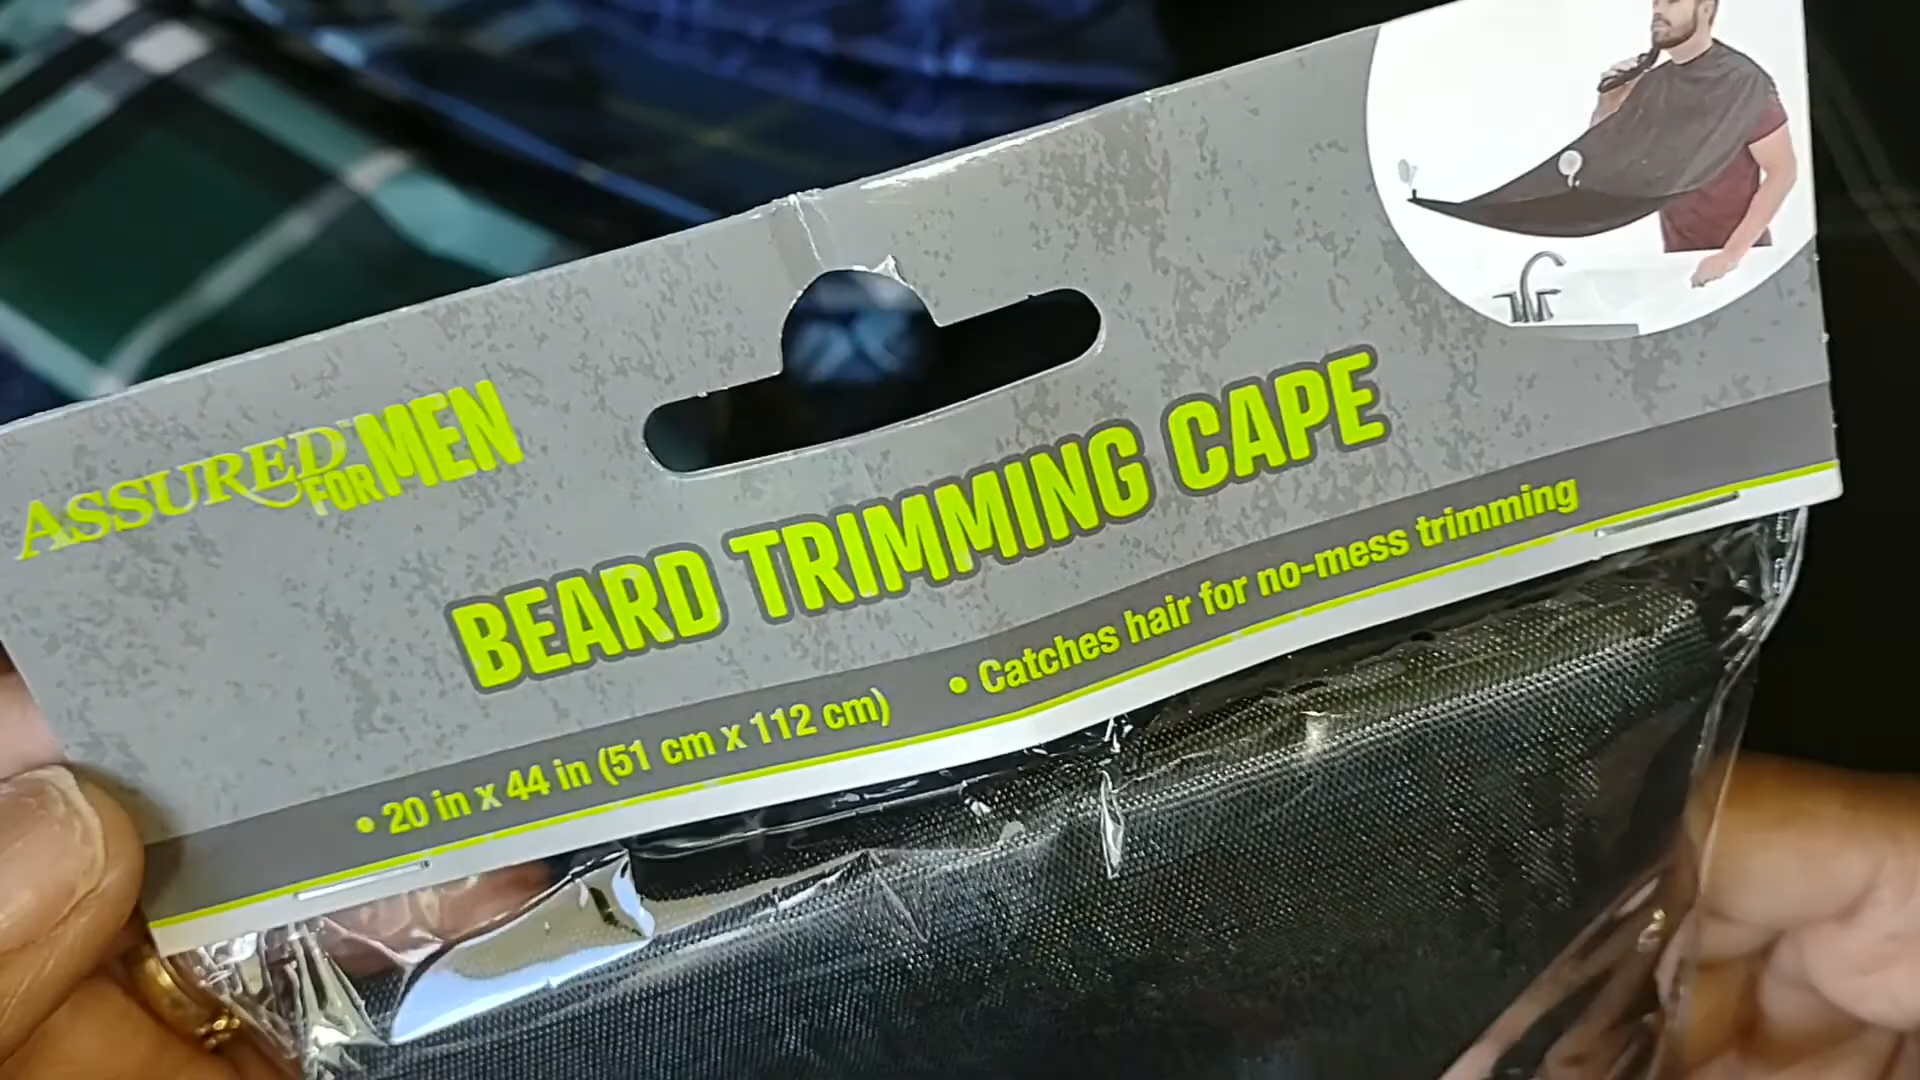 ASSURED™ FOR MEN
BEARD TRIMMING CAPE
• 20 in x 44 in (51 cm x 112 cm) • Catches hair for no-mess trimming